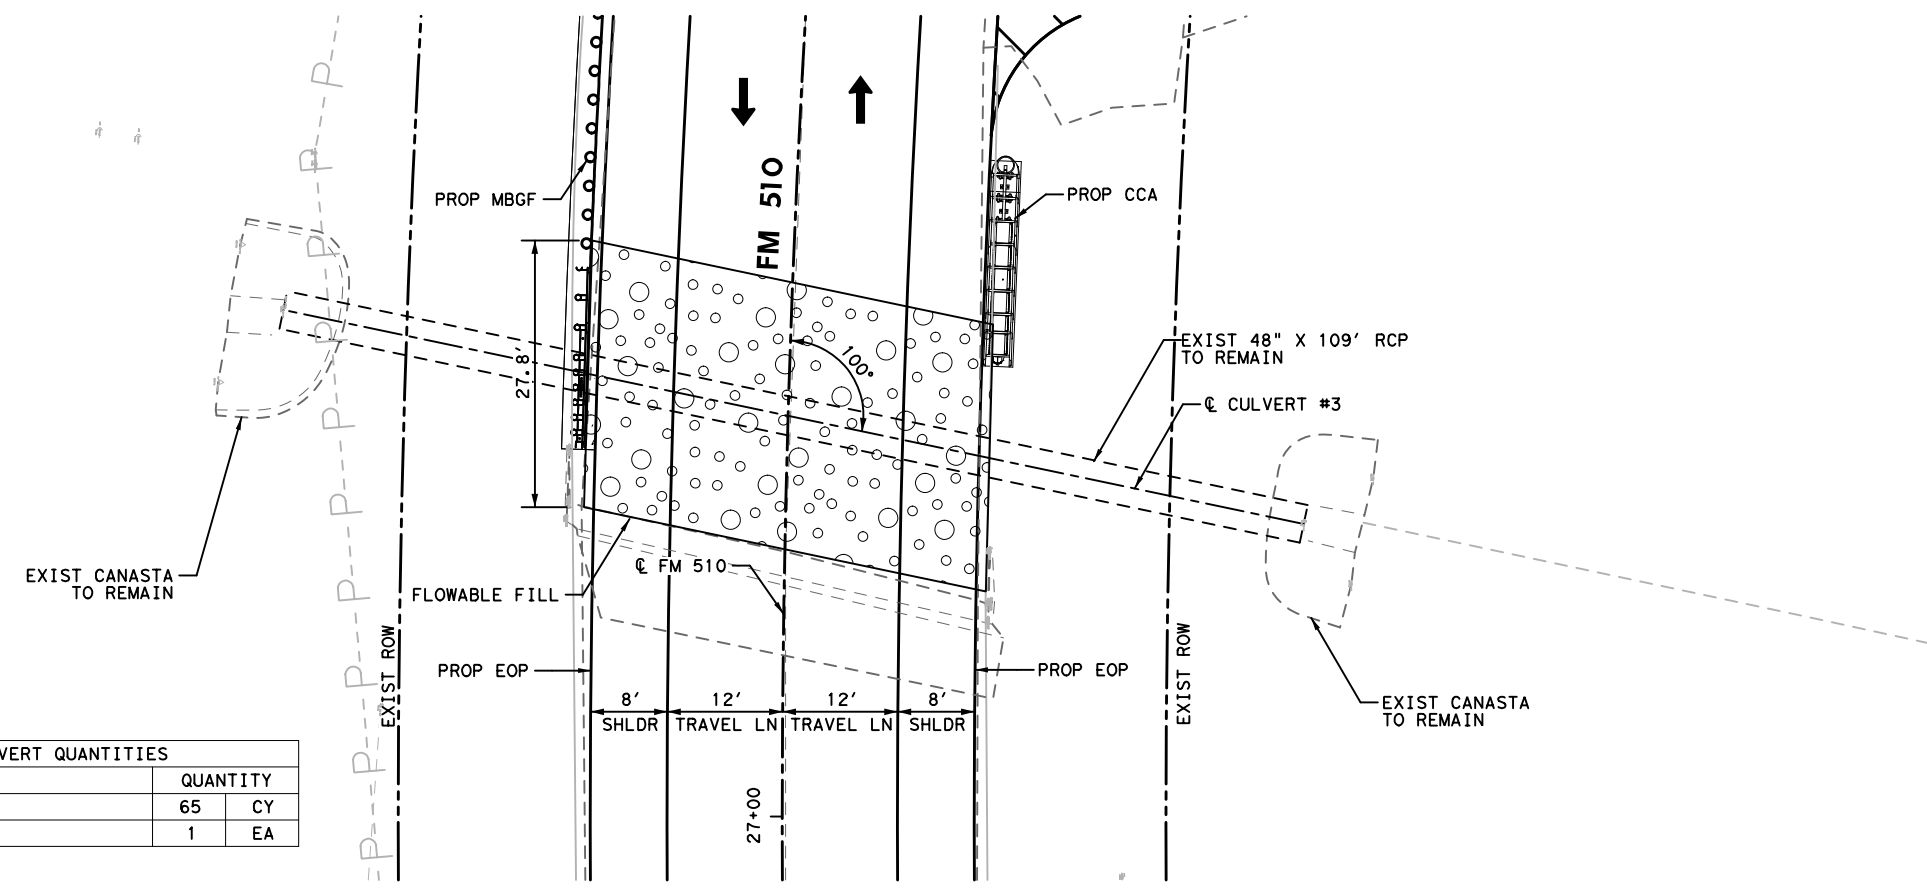 PROP MBGF
FM 510
PROP CCA
27.8'
100°
EXIST 48" X 109' RCP
TO REMAIN
℄ CULVERT #3
EXIST CANASTA
TO REMAIN
℄ FM 510
FLOWABLE FILL
EXIST ROW
PROP EOP
PROP EOP
EXIST ROW
8' 12' 12' 8'
SHLDR TRAVEL LN TRAVEL LN SHLDR
EXIST CANASTA
TO REMAIN
27+00
VERT QUANTITIES
QUANTITY
65 CY
1 EA
P
P
P
P
P
P
P
P
P
P